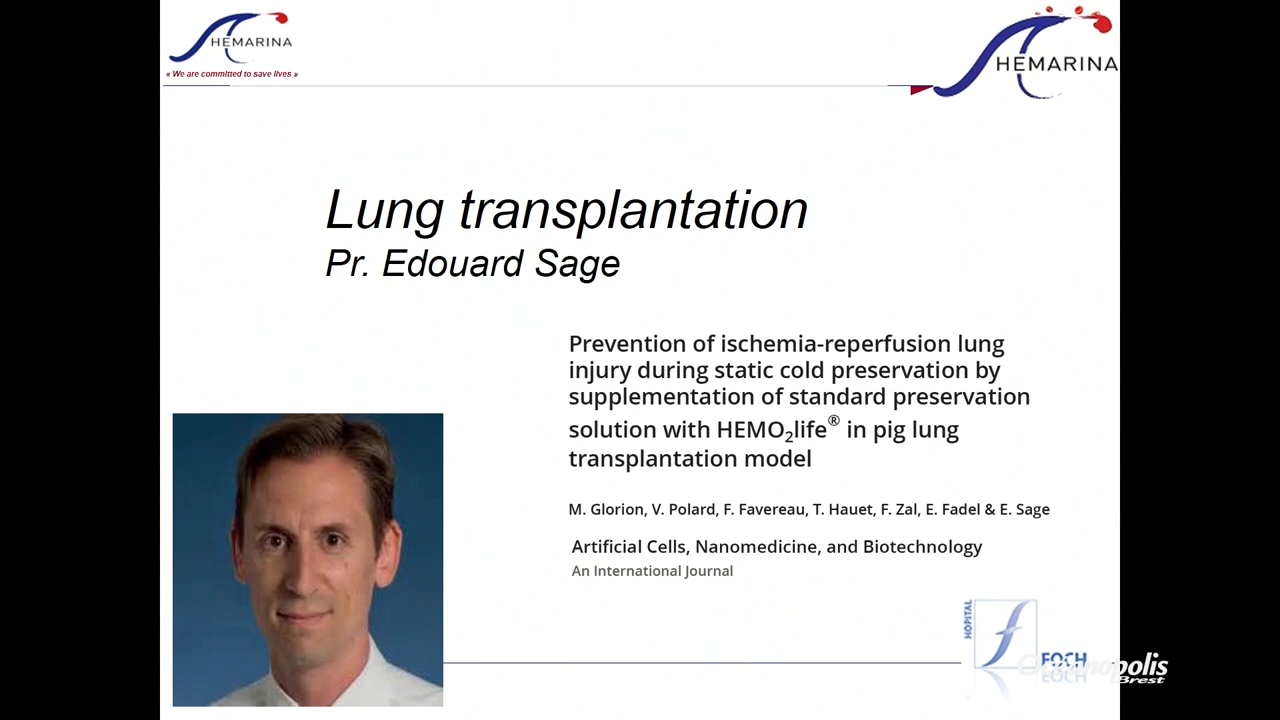 HEMARINA
« We are committed to save lives »
HEMARINA
Lung transplantation
Pr. Edouard Sage
Prevention of ischemia-reperfusion lung
injury during static cold preservation by
supplementation of standard preservation
solution with HEMO₂life® in pig lung
transplantation model
M. Glorion, V. Polard, F. Favereau, T. Hauet, F. Zal, E. Fadel & E. Sage
Artificial Cells, Nanomedicine, and Biotechnology
An International Journal
HOPITAL
FOCH
Océanopolis
Brest